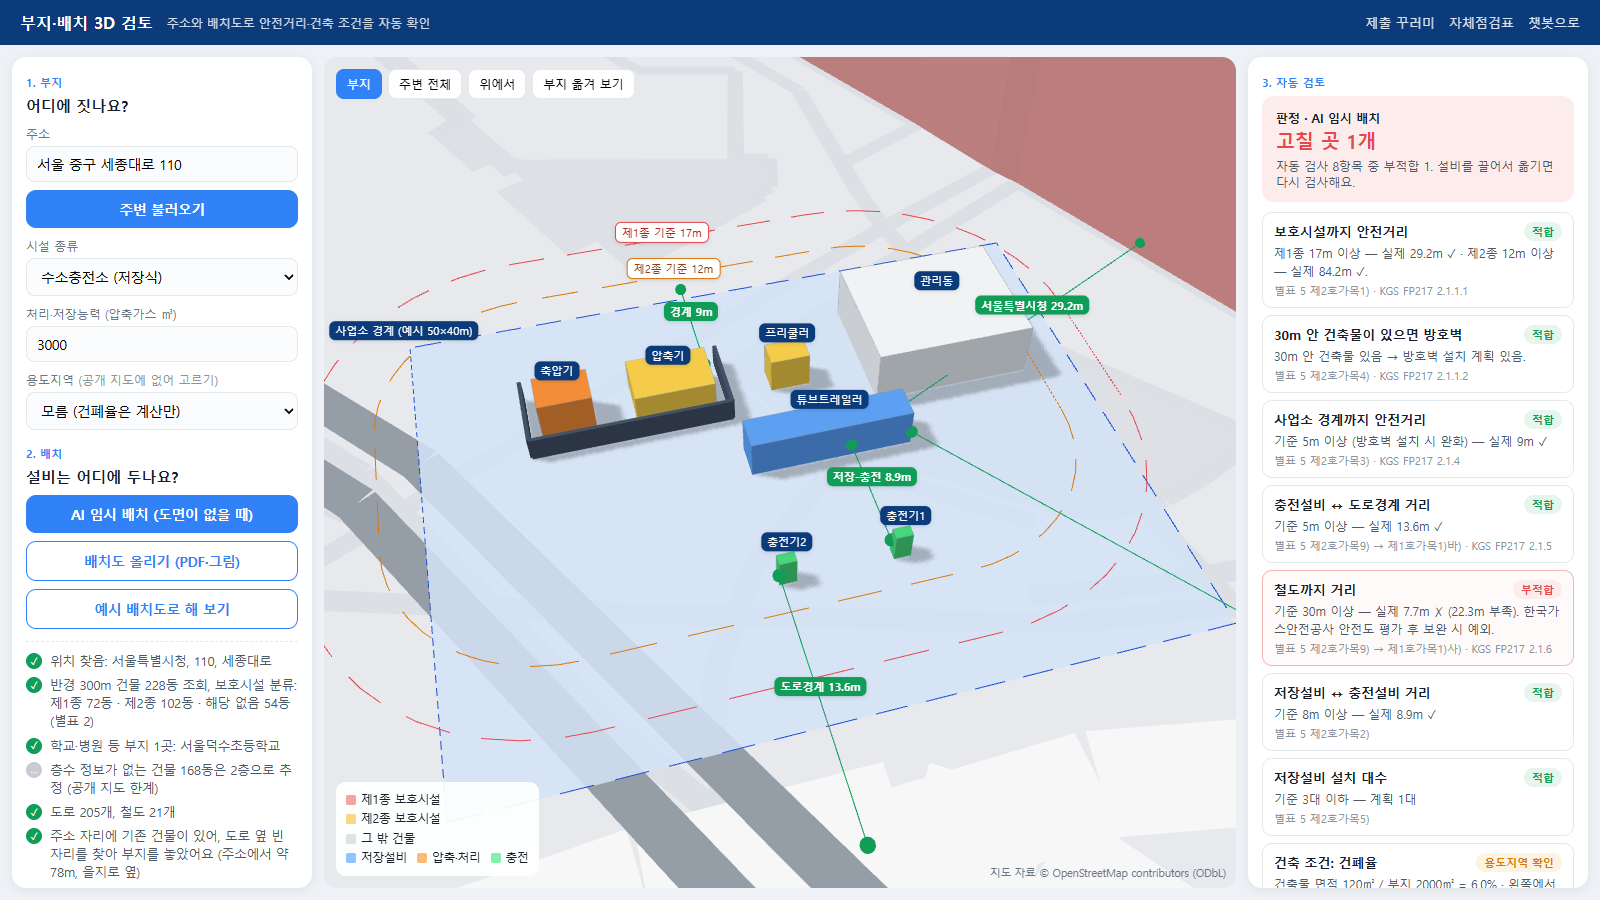 부지·배치 3D 검토
주소와 배치도로 안전거리·건축 조건을 자동 확인
제출 꾸러미
자체점검표
챗봇으로
1. 부지
어디에 짓나요?
주소
서울 중구 세종대로 110
주변 불러오기
시설 종류
수소충전소 (저장식)
처리·저장능력 (압축가스 ㎥)
3000
용도지역 (공개 지도에 없어 고르기)
모름 (건폐율은 계산만)
2. 배치
설비는 어디에 두나요?
AI 임시 배치 (도면이 없을 때)
배치도 올리기 (PDF·그림)
예시 배치도로 해 보기
위치 찾음: 서울특별시청, 110, 세종대로
반경 300m 건물 228동 조회, 보호시설 분류:
제1종 72동 · 제2종 102동 · 해당 없음 54동
(별표 2)
학교·병원 등 부지 1곳: 서울덕수초등학교
층수 정보가 없는 건물 168동은 2층으로 추
정 (공개 지도 한계)
도로 205개, 철도 21개
주소 자리에 기존 건물이 있어, 도로 옆 빈
자리를 찾아 부지를 놓았어요 (주소에서 약
78m, 을지로 옆)
부지
주변 전체
위에서
부지 옮겨 보기
제1종 기준 17m
제2종 기준 12m
경계 9m
관리동
서울특별시청 29.2m
사업소 경계 (예시 50×40m)
프리쿨러
압축기
축압기
튜브트레일러
저장-충전 8.9m
충전기1
충전기2
도로경계 13.6m
제1종 보호시설
제2종 보호시설
그 밖 건물
저장설비
압축·처리
충전
지도 자료 © OpenStreetMap contributors (ODbL)
3. 자동 검토
판정 · AI 임시 배치
고칠 곳 1개
자동 검사 8항목 중 부적합 1. 설비를 끌어서 옮기면
다시 검사해요.
보호시설까지 안전거리
적합
제1종 17m 이상 — 실제 29.2m ✓ · 제2종 12m 이상
— 실제 84.2m ✓.
별표 5 제2호가목1) · KGS FP217 2.1.1.1
30m 안 건축물이 있으면 방호벽
적합
30m 안 건축물 있음 → 방호벽 설치 계획 있음.
별표 5 제2호가목4) · KGS FP217 2.1.1.2
사업소 경계까지 안전거리
적합
기준 5m 이상 (방호벽 설치 시 완화) — 실제 9m ✓
별표 5 제2호가목3) · KGS FP217 2.1.4
충전설비 ↔ 도로경계 거리
적합
기준 5m 이상 — 실제 13.6m ✓
별표 5 제2호가목9) → 제1호가목1)바) · KGS FP217 2.1.5
철도까지 거리
부적합
기준 30m 이상 — 실제 7.7m ✗ (22.3m 부족). 한국가
스안전공사 안전도 평가 후 보완 시 예외.
별표 5 제2호가목9) → 제1호가목1)사) · KGS FP217 2.1.6
저장설비 ↔ 충전설비 거리
적합
기준 8m 이상 — 실제 8.9m ✓
별표 5 제2호가목2)
저장설비 설치 대수
적합
기준 3대 이하 — 계획 1대
별표 5 제2호가목5)
건축 조건: 건폐율
용도지역 확인
건축물 면적 120㎡ / 부지 2000㎡ = 6.0% · 왼쪽에서